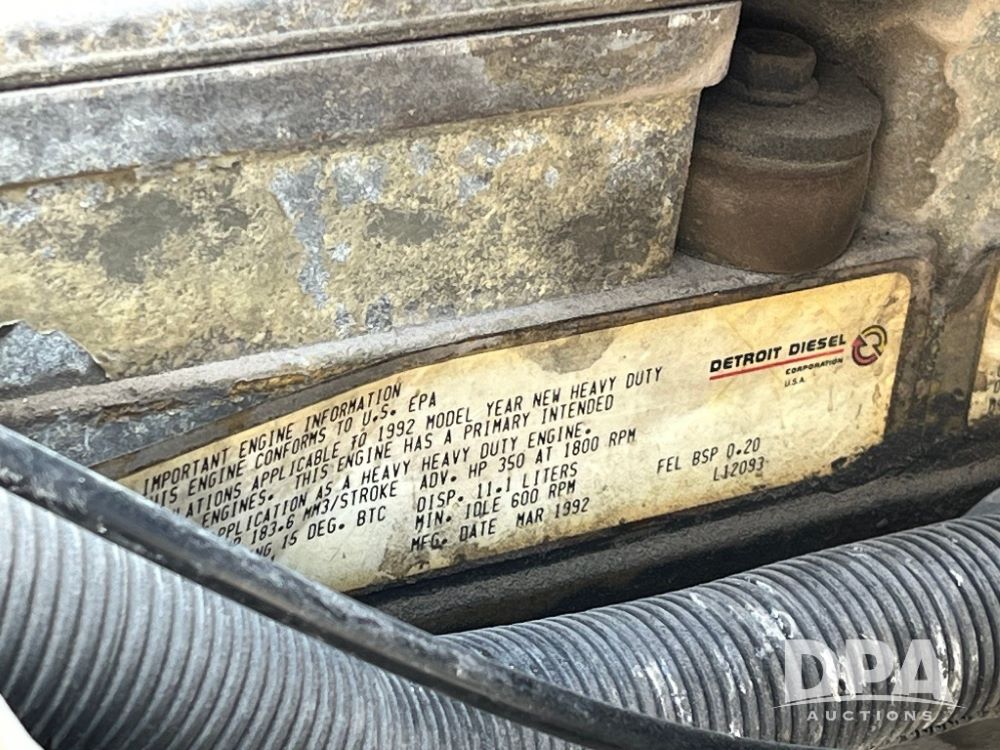 IMPORTANT ENGINE INFORMATION
THIS ENGINE CONFORMS TO U.S. EPA
LATIONS APPLICABLE TO 1992 MODEL YEAR NEW HEAVY DUTY
ENGINES. THIS ENGINE HAS A PRIMARY INTENDED
APPLICATION AS A HEAVY HEAVY DUTY ENGINE.
183.6 MM3/STROKE ADV. HP 350 AT 1800 RPM
NG 15 DEG. BTC DISP. 11.1 LITERS
MIN. IDLE 600 RPM
MFG. DATE MAR 1992
FEL BSP 0.20
L12093
DETROIT DIESEL
CORPORATION
U.S.A.
DPA
AUCTIONS